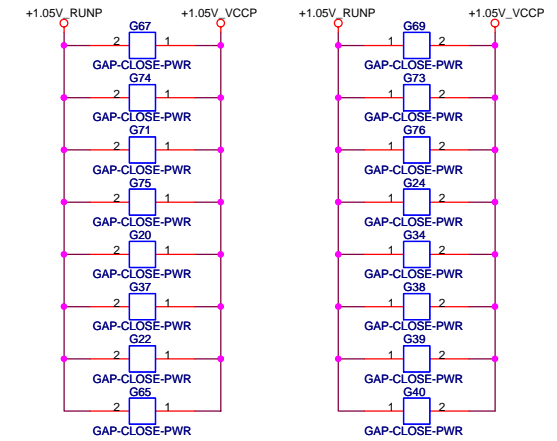 +1.05V_RUNP +1.05V_VCCP
G67
2 1
GAP-CLOSE-PWR
G74
2 1
GAP-CLOSE-PWR
G71
2 1
GAP-CLOSE-PWR
G75
2 1
GAP-CLOSE-PWR
G20
2 1
GAP-CLOSE-PWR
G37
2 1
GAP-CLOSE-PWR
G22
2 1
GAP-CLOSE-PWR
G65
2 1
GAP-CLOSE-PWR
+1.05V_RUNP +1.05V_VCCP
G69
1 2
GAP-CLOSE-PWR
G73
1 2
GAP-CLOSE-PWR
G76
1 2
GAP-CLOSE-PWR
G24
1 2
GAP-CLOSE-PWR
G34
1 2
GAP-CLOSE-PWR
G38
1 2
GAP-CLOSE-PWR
G39
1 2
GAP-CLOSE-PWR
G40
1 2
GAP-CLOSE-PWR